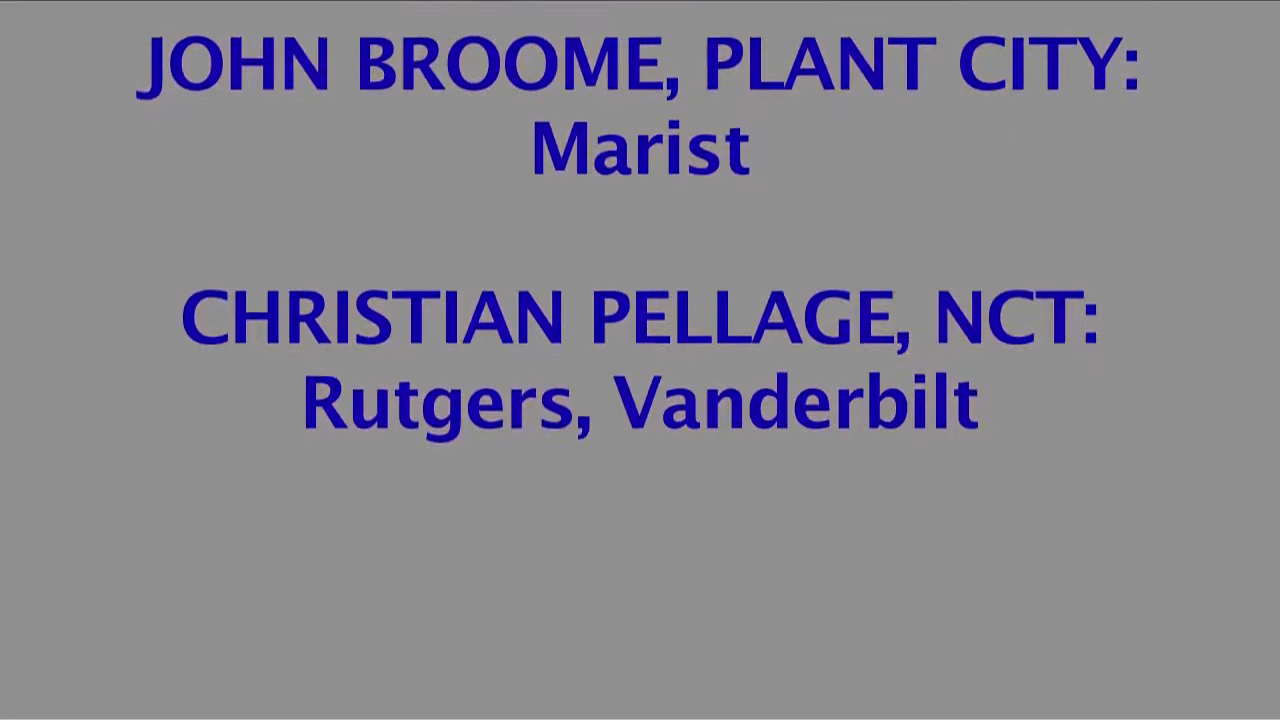 JOHN BROOME, PLANT CITY:
Marist
CHRISTIAN PELLAGE, NCT:
Rutgers, Vanderbilt